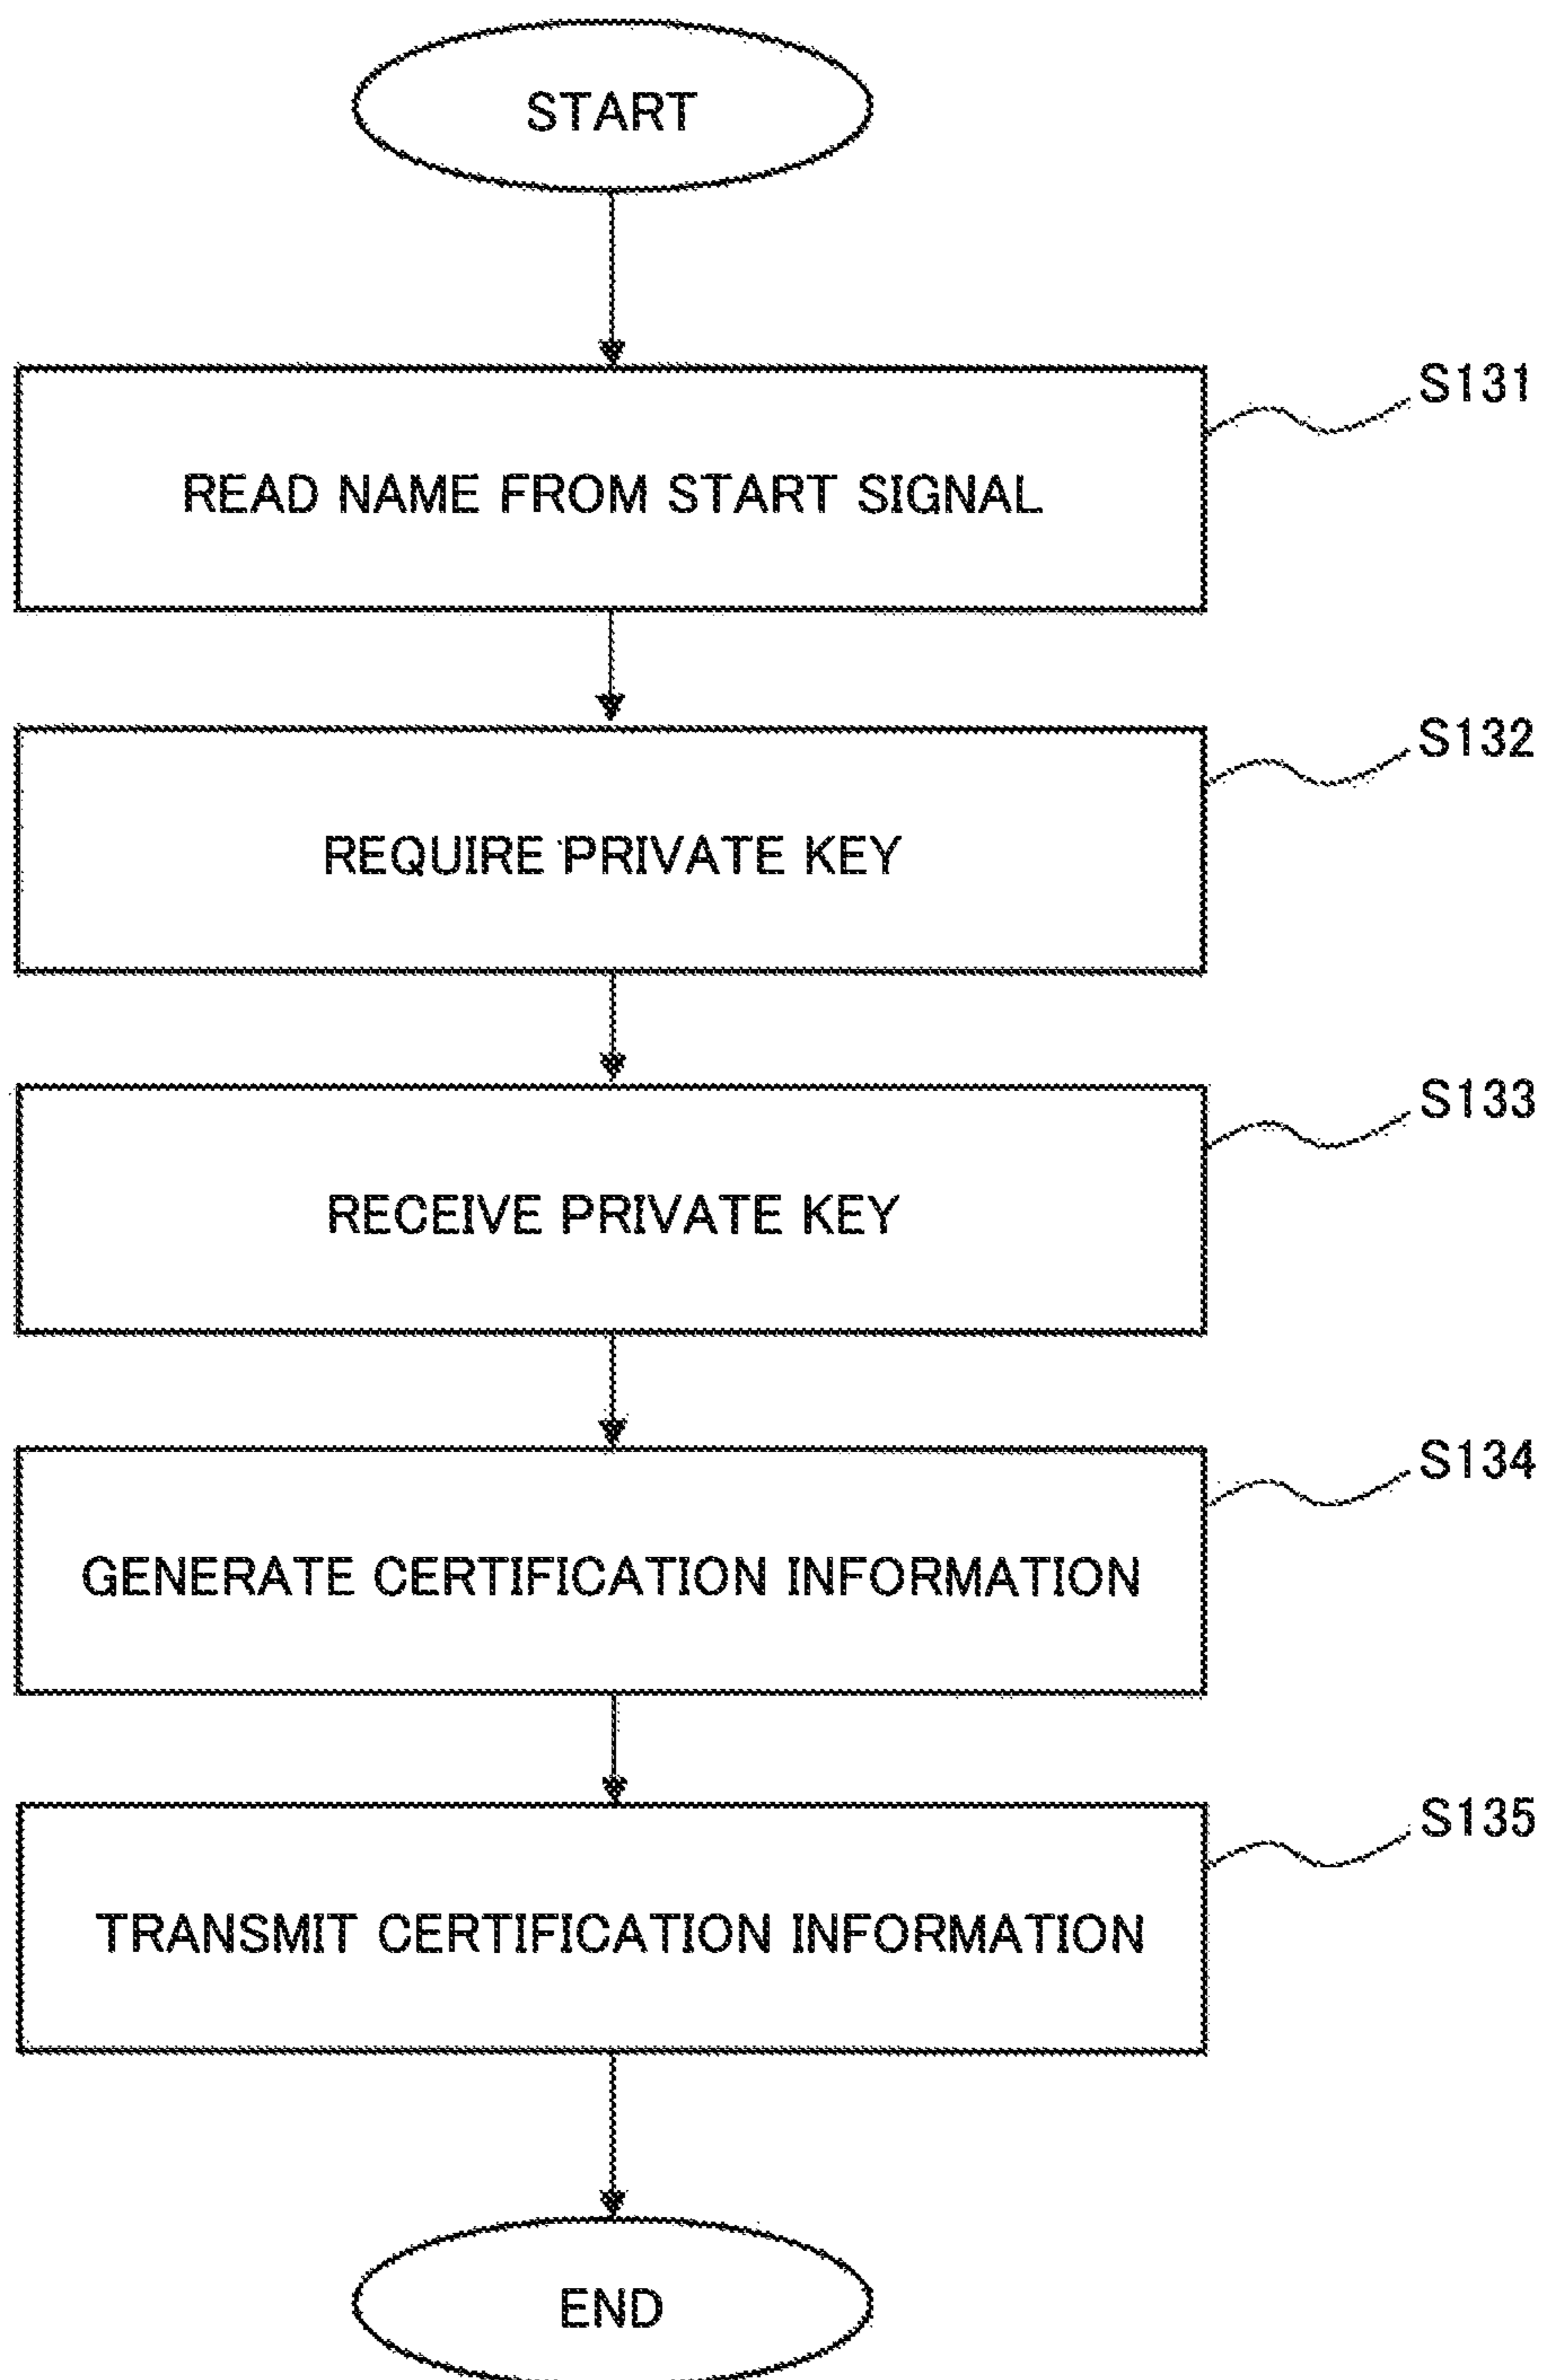 START
S131
READ NAME FROM START SIGNAL
S132
REQUIRE PRIVATE KEY
S133
RECEIVE PRIVATE KEY
S134
GENERATE CERTIFICATION INFORMATION
S135
TRANSMIT CERTIFICATION INFORMATION
END